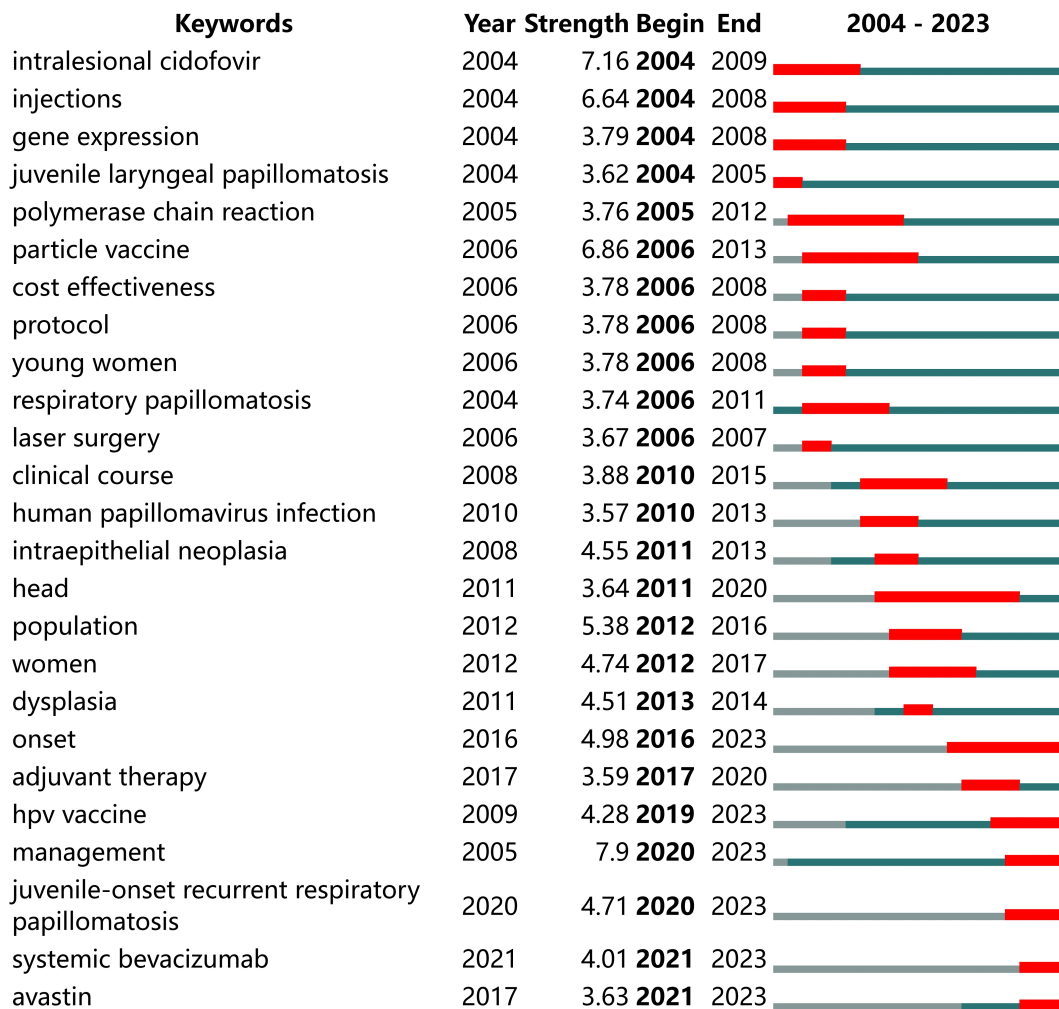 Keywords Year Strength Begin End 2004 - 2023
intralesional cidofovir 2004 7.16 2004 2009
injections 2004 6.64 2004 2008
gene expression 2004 3.79 2004 2008
juvenile laryngeal papillomatosis 2004 3.62 2004 2005
polymerase chain reaction 2005 3.76 2005 2012
particle vaccine 2006 6.86 2006 2013
cost effectiveness 2006 3.78 2006 2008
protocol 2006 3.78 2006 2008
young women 2006 3.78 2006 2008
respiratory papillomatosis 2004 3.74 2006 2011
laser surgery 2006 3.67 2006 2007
clinical course 2008 3.88 2010 2015
human papillomavirus infection 2010 3.57 2010 2013
intraepithelial neoplasia 2008 4.55 2011 2013
head 2011 3.64 2011 2020
population 2012 5.38 2012 2016
women 2012 4.74 2012 2017
dysplasia 2011 4.51 2013 2014
onset 2016 4.98 2016 2023
adjuvant therapy 2017 3.59 2017 2020
hpv vaccine 2009 4.28 2019 2023
management 2005 7.9 2020 2023
juvenile-onset recurrent respiratory
papillomatosis 2020 4.71 2020 2023
systemic bevacizumab 2021 4.01 2021 2023
avastin 2017 3.63 2021 2023